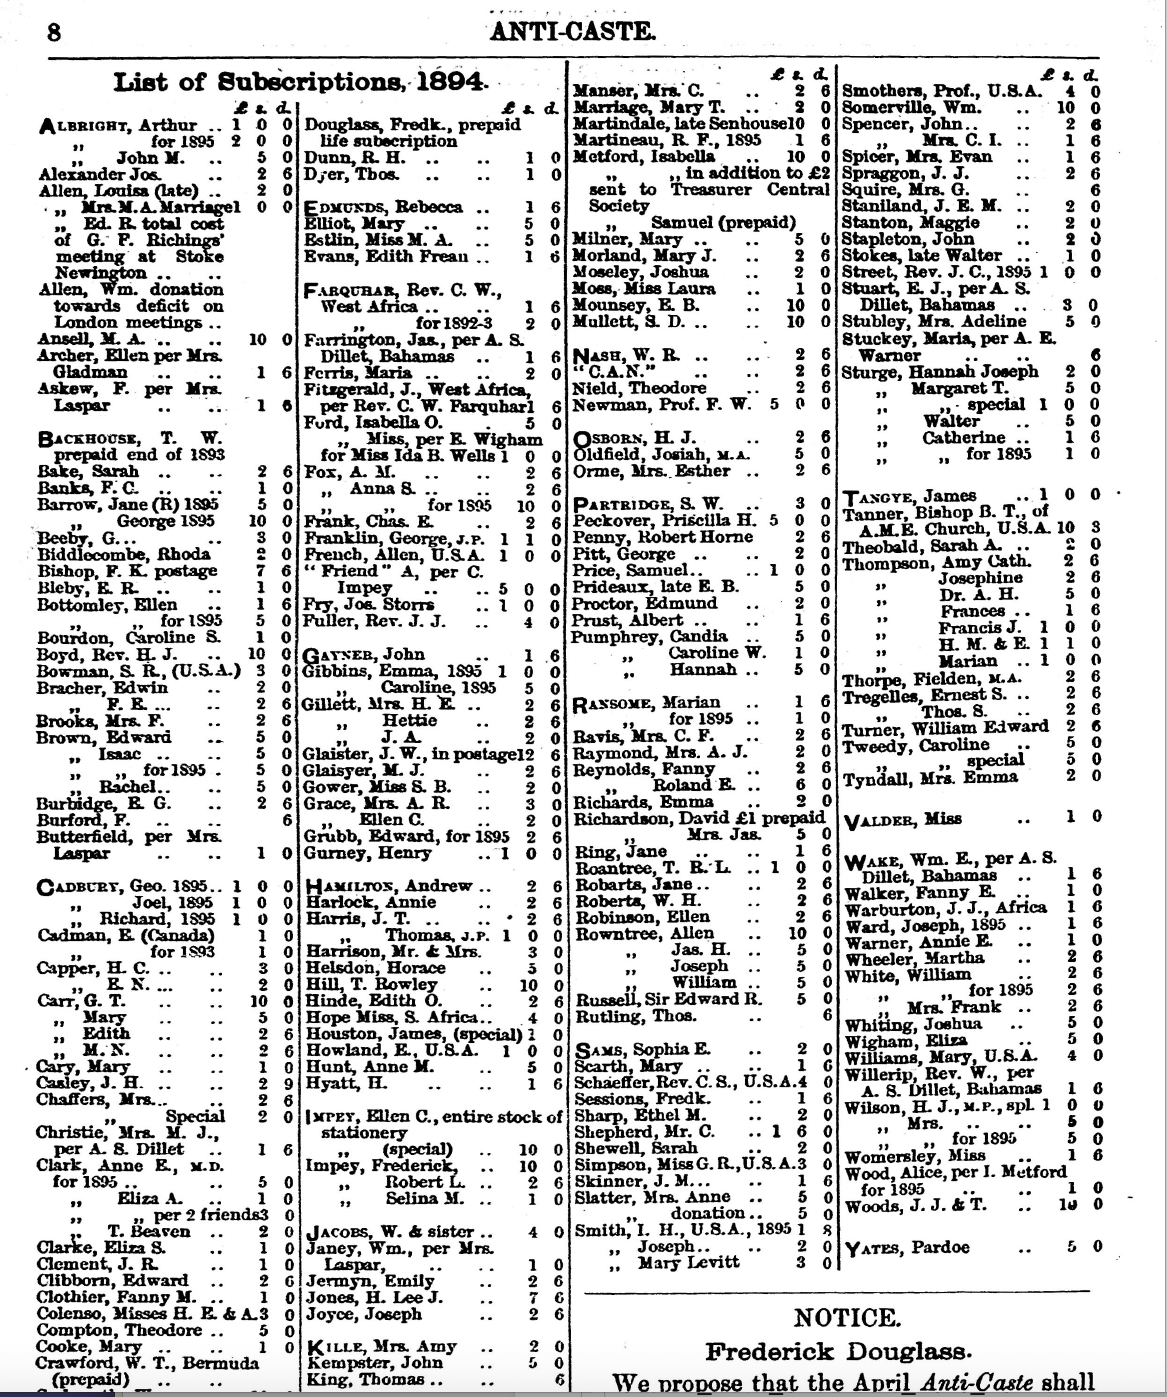 8
ANTI-CASTE.
List of Subscriptions, 1894.
£ s. d.
ALBRIGHT, Arthur .. 1 0 0
„ for 1895 2 0 0
„ John M. .. 5 0
Alexander Jos. .. 2 6
Allen, Louisa (late) .. 2 0
„ Mrs. M. A. Marriage1 0 0
„ Ed. R. total cost
of G. F. Richings'
meeting at Stoke
Newington .. ..
Allen, Wm. donation
towards deficit on
London meetings ..
Ansell, M. A. .. .. 10 0
Archer, Ellen per Mrs.
Gladman .. .. 1 6
Askew, F. per Mrs.
Laspar .. .. 1 6
BACKHOUSE, T. W.
prepaid end of 1893
Bake, Sarah .. .. 2 6
Banks, F. C. .. .. 1 0
Barrow, Jane (R) 1895 5 0
„ George 1895 10 0
Beeby, G... .. 3 0
Biddlecombe, Rhoda 2 0
Bishop, F. K. postage 7 6
Bleby, E. R. .. .. 1 0
Bottomley, Ellen .. 1 6
„ „ for 1895 5 0
Bourdon, Caroline S. 1 0
Boyd, Rev. H. J. .. 10 0
Bowman, S. R., (U.S.A.) 3 0
Bracher, Edwin .. 2 0
„ F. E. ... .. 2 6
Brooks, Mrs. F. .. 2 6
Brown, Edward .. 5 0
„ Isaac .. .. 5 0
„ „ for 1895 . 5 0
„ Rachel.. .. 5 0
Burbidge, E. G. .. 2 6
Burford, F. .. .. 6
Butterfield, per Mrs.
Laspar .. .. 1 0
CADBURY, Geo. 1895.. 1 0 0
„ Joel, 1895 1 0 0
„ Richard, 1895 1 0 0
Cadman, E. (Canada) 1 0
„ for 1893 1 0
Capper, H. C. .. .. 3 0
„ E. N. ... .. 2 0
Carr, G. T. .. .. 10 0
„ Mary .. .. 5 0
„ Edith .. .. 2 6
„ M. N. .. .. 2 6
Cary, Mary .. .. 1 0
Casley, J. H. .. .. 2 9
Chaffers, Mrs... .. 2 6
„ Special 2 0
Christie, Mrs. M. J.,
per A. S. Dillet .. 1 6
Clark, Anne E., M.D.
for 1895 .. .. 5 0
„ Eliza A. .. 1 0
„ „ per 2 friends3 0
„ T. Beaven .. 2 0
Clarke, Eliza S. .. 1 0
Clement, J. R. .. 1 0
Clibborn, Edward .. 2 6
Clothier, Fanny M. .. 1 0
Colenso, Misses H. E. & A.3 0
Compton, Theodore .. 5 0
Cooke, Mary .. .. 1 0
Crawford, W. T., Bermuda
(prepaid) .. ..
£ s. d.
Douglass, Fredk., prepaid
life subscription
Dunn, R. H. .. .. 1 0
Dyer, Thos. .. .. 1 0
EDMUNDS, Rebecca .. 1 6
Elliot, Mary .. .. 5 0
Estlin, Miss M. A. .. 5 0
Evans, Edith Freau .. 1 6
FARQUHAR, Rev. C. W.,
West Africa .. .. 1 6
„ for 1892-3 2 0
Farrington, Jas., per A. S.
Dillet, Bahamas .. 1 6
Ferris, Maria .. .. 2 0
Fitzgerald, J., West Africa,
per Rev. C. W. Farquhar1 6
Ford, Isabella O. .. 5 0
„ Miss, per E. Wigham
for Miss Ida B. Wells 1 0 0
Fox, A. M. .. .. 2 6
„ Anna S. .. .. 2 6
„ „ for 1895 10 0
Frank, Chas. E. .. 2 6
Franklin, George, J.P. 1 1 0
French, Allen, U.S.A. 1 0 0
“Friend” A, per C.
Impey .. .. 5 0 0
Fry, Jos. Storrs .. 1 0 0
Fuller, Rev. J. J. .. 4 0
GAYNER, John .. 1 6
Gibbins, Emma, 1895 1 0 0
„ Caroline, 1895 5 0
Gillett, Mrs. H. E. .. 2 6
„ Hettie .. 2 6
„ J. A. .. 2 0
Glaister, J. W., in postage12 6
Glaisyer, M. J. .. 2 6
Gower, Miss S. B. .. 2 0
Grace, Mrs. A. R. .. 3 0
„ Ellen C. .. 2 0
Grubb, Edward, for 1895 2 6
Gurney, Henry .. 1 0 0
HAMILTON, Andrew .. 2 6
Harlock, Annie .. 2 6
Harris, J. T. .. .. 2 6
„ Thomas, J.P. 1 0 0
Harrison, Mr. & Mrs. 3 0
Helsdon, Horace .. 5 0
Hill, T. Rowley .. 10 0
Hinde, Edith O. .. 2 6
Hope Miss, S. Africa.. 4 0
Houston, James, (special) 1 0
Howland, E., U.S.A. 1 0 0
Hunt, Anne M. .. 5 0
Hyatt, H. .. .. 1 6
IMPEY, Ellen C., entire stock of
stationery
„ (special) .. 10 0
Impey, Frederick, .. 10 0
„ Robert L. .. 2 6
„ Selina M. .. 1 0
JACOBS, W. & sister .. 4 0
Janey, Wm., per Mrs.
Laspar, .. .. 1 0
Jermyn, Emily .. 2 6
Jones, H. Lee J. .. 7 6
Joyce, Joseph .. 2 6
KILLE, Mrs. Amy .. 2 0
Kempster, John .. 5 0
King, Thomas .. .. 6
£ s. d.
Manser, Mrs. C. .. 2 6
Marriage, Mary T. .. 2 0
Martindale, late Senhouse10 0
Martineau, R. F., 1895 1 6
Metford, Isabella .. 10 0
„ „ in addition to £2
sent to Treasurer Central
Society
„ Samuel (prepaid)
Milner, Mary .. .. 5 0
Morland, Mary J. .. 2 6
Moseley, Joshua .. 2 0
Moss, Miss Laura .. 1 0
Mounsey, E. B. .. 10 0
Mullett, S. D. .. .. 10 0
NASH, W. R. .. .. 2 6
“C.A.N.” .. .. 2 6
Nield, Theodore .. 2 6
Newman, Prof. F. W. 5 0 0
OSBORN, H. J. .. 2 6
Oldfield, Josiah, M.A. 5 0
Orme, Mrs. Esther .. 2 6
PARTRIDGE, S. W. .. 3 0
Peckover, Priscilla H. 5 0 0
Penny, Robert Horne 2 6
Pitt, George .. .. 2 0
Price, Samuel.. .. 1 0 0
Prideaux, late E. B. 5 0
Proctor, Edmund .. 2 0
Prust, Albert .. .. 1 6
Pumphrey, Candia .. 5 0
„ Caroline W. 1 0
„ Hannah .. 5 0
RANSOME, Marian .. 1 6
„ for 1895 .. 1 0
Ravis, Mrs. C. F. .. 2 6
Raymond, Mrs. A. J. 2 0
Reynolds, Fanny .. 2 6
„ Roland E. .. 6 0
Richards, Emma .. 2 0
Richardson, David £1 prepaid
„ Mrs. Jas. 5 0
Ring, Jane .. .. 1 6
Roantree, T. R. L. .. 1 0 0
Robarts, Jane .. .. 2 6
Roberts, W. H. .. 2 6
Robinson, Ellen .. 2 6
Rowntree, Allen .. 10 0
„ Jas. H. .. 5 0
„ Joseph .. 5 0
„ William .. 5 0
Russell, Sir Edward R. 5 0
Rutling, Thos. .. 6
SAMS, Sophia E. .. 2 0
Scarth, Mary .. .. 1 6
Schaeffer, Rev. C. S., U.S.A.4 0
Sessions, Fredk. .. 1 6
Sharp, Ethel M. .. 2 0
Shepherd, Mr. C. .. 1 6 0
Shewell, Sarah .. 2 0
Simpson, Miss G. R., U.S.A.3 0
Skinner, J. M... .. 1 6
Slatter, Mrs. Anne .. 5 0
„ donation .. 5 0
Smith, I. H., U.S.A., 1895 1 8
„ Joseph.. .. 2 0
„ Mary Levitt 3 0
£ s. d.
Smothers, Prof., U.S.A. 4 0
Somerville, Wm. .. 10 0
Spencer, John.. .. 2 6
„ Mrs. C. I. .. 1 6
Spicer, Mrs. Evan .. 1 6
Spraggon, J. J. .. 2 6
Squire, Mrs. G. .. 6
Staniland, J. E. M. .. 2 0
Stanton, Maggie .. 2 0
Stapleton, John .. 2 0
Stokes, late Walter .. 1 0
Street, Rev. J. C., 1895 1 0 0
Stuart, E. J., per A. S.
Dillet, Bahamas .. 3 0
Stubley, Mrs. Adeline 5 0
Stuckey, Maria, per A. E.
Warner .. .. 6
Sturge, Hannah Joseph 2 0
„ Margaret T. 5 0
„ „ special 1 0 0
„ Walter .. 5 0
„ Catherine .. 1 6
„ „ for 1895 1 0
TANGYE, James .. 1 0 0
Tanner, Bishop B. T., of
A.M.E. Church, U.S.A. 10 3
Theobald, Sarah A. .. 2 0
Thompson, Amy Cath. 2 6
„ Josephine 2 6
„ Dr. A. H. 5 0
„ Frances .. 1 6
„ Francis J. 1 0 0
„ H. M. & E. 1 1 0
„ Marian .. 1 0 0
Thorpe, Fielden, M.A. 2 6
Tregelles, Ernest S. .. 2 6
„ Thos. S. .. 2 6
Turner, William Edward 2 6
Tweedy, Caroline .. 5 0
„ „ special 5 0
Tyndall, Mrs. Emma 2 0
VALDER, Miss .. 1 0
WAKE, Wm. E., per A. S.
Dillet, Bahamas .. 1 6
Walker, Fanny E. .. 1 0
Warburton, J. J., Africa 1 6
Ward, Joseph, 1895 .. 1 6
Warner, Annie E. .. 1 0
Wheeler, Martha .. 2 6
White, William .. 2 6
„ „ for 1895 2 6
„ Mrs. Frank .. 2 6
Whiting, Joshua .. 5 0
Wigham, Eliza .. 5 0
Williams, Mary, U.S.A. 4 0
Willerip, Rev. W., per
A. S. Dillet, Bahamas 1 6
Wilson, H. J., M.P., spl. 1 0 0
„ Mrs. .. .. 5 0
„ „ for 1895 5 0
Womersley, Miss .. 1 6
Wood, Alice, per I. Metford
for 1895 .. .. 1 0
Woods, J. J. & T. .. 10 0
YATES, Pardoe .. 5 0
NOTICE.
Frederick Douglass.
We propose that the April Anti-Caste shall